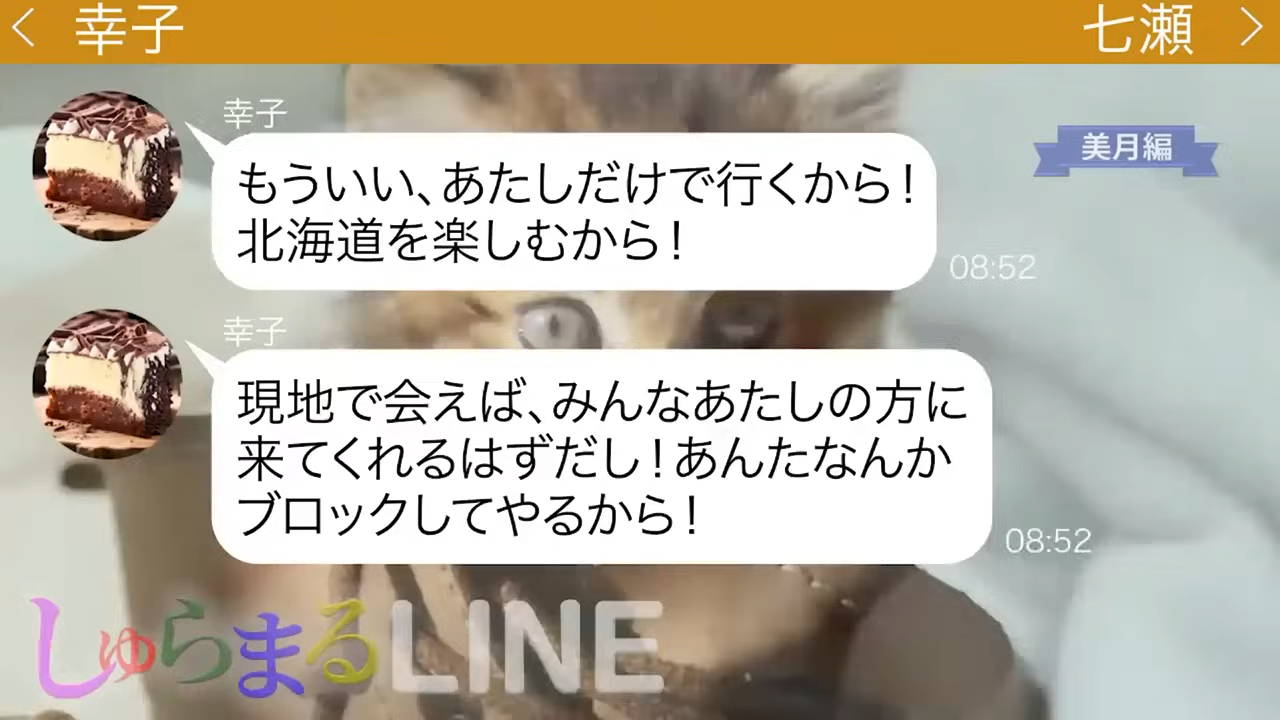 幸子
七瀬
美月編
幸子
もういい、あたしだけで行くから！
北海道を楽しむから！
08:52
幸子
現地で会えば、みんなあたしの方に
来てくれるはずだし！あんたなんか
ブロックしてやるから！
08:52
しゅらまるLINE